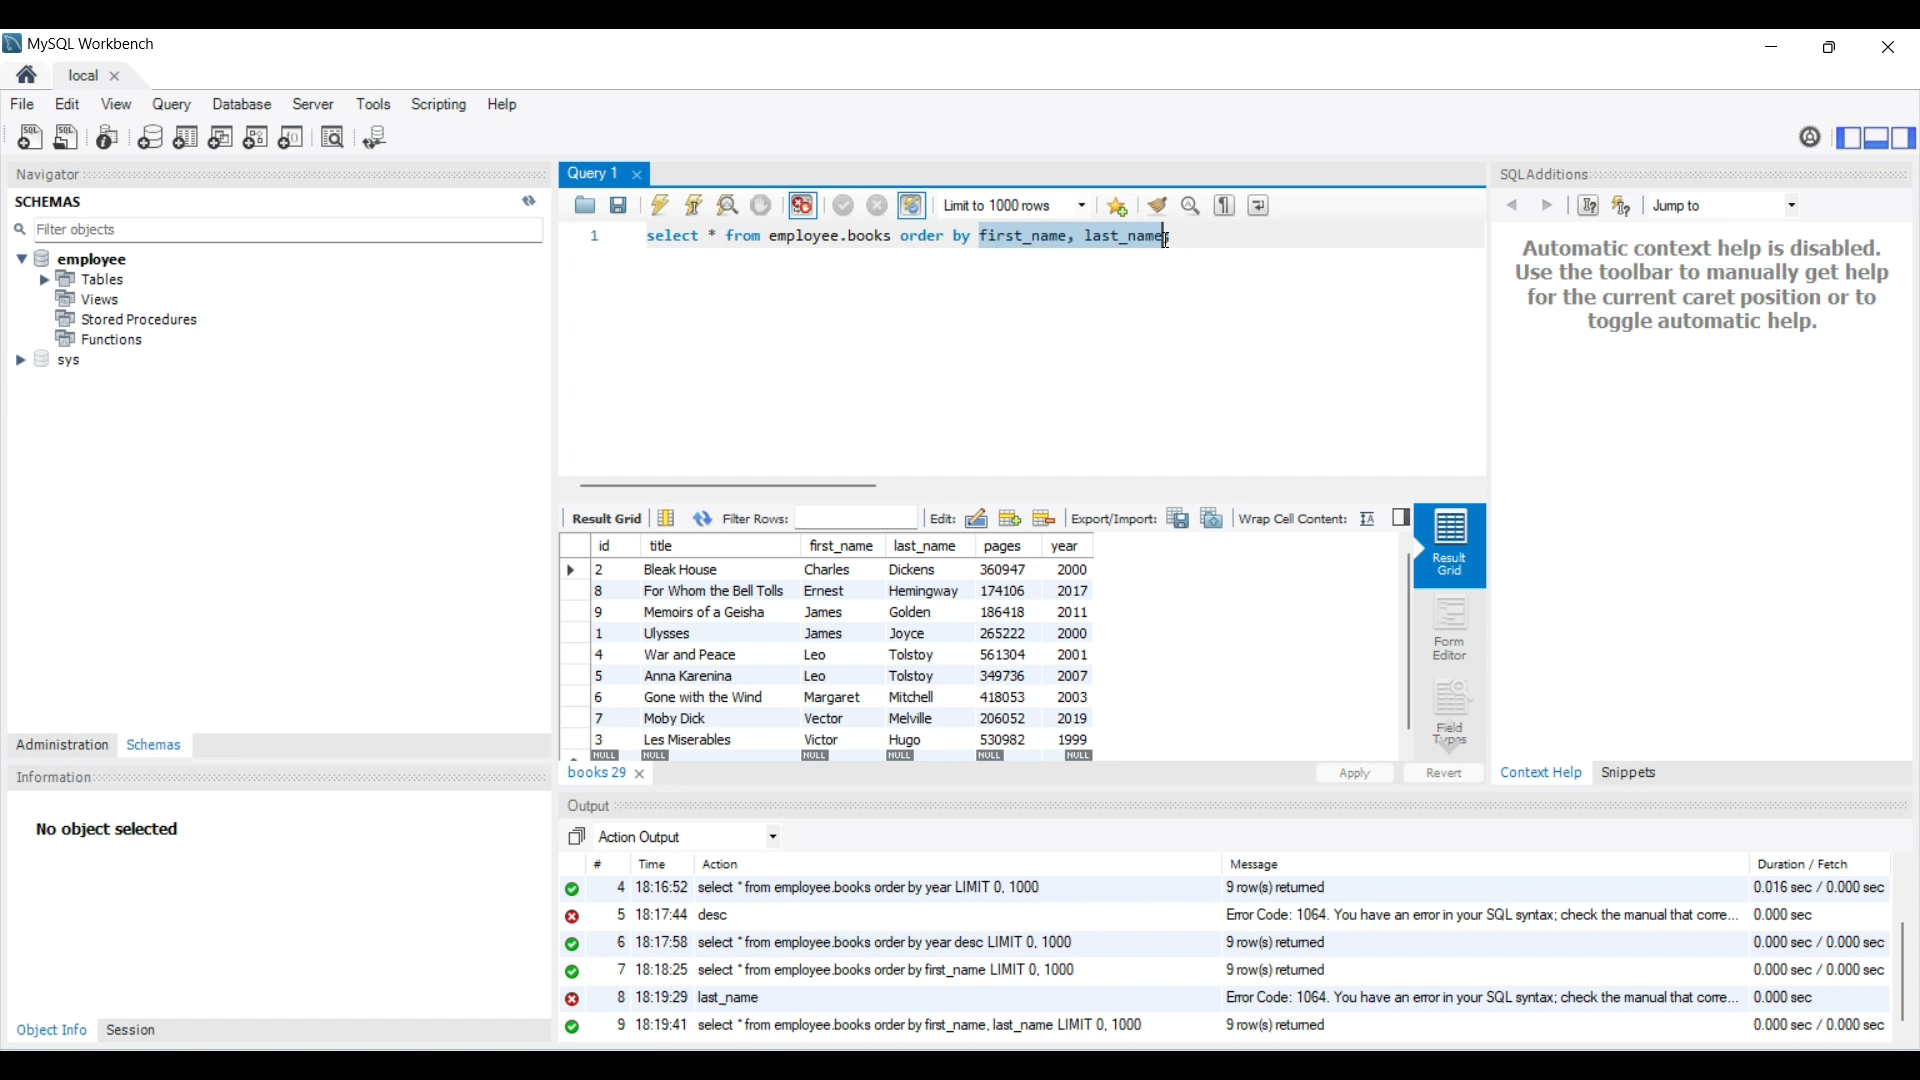 MySQL Workbench
local
File Edit View Query Database Server Tools Scripting Help
Navigator
SCHEMAS
Filter objects
employee
Tables
Views
Stored Procedures
Functions
sys
Administration Schemas
Information
No object selected
Object Info Session
Query 1
Limit to 1000 rows
1 select * from employee.books order by first_name, last_name;
Result Grid Filter Rows: Edit: Export/Import: Wrap Cell Content:
id title first_name last_name pages year
2 Bleak House Charles Dickens 360947 2000
8 For Whom the Bell Tolls Ernest Hemingway 174106 2017
9 Memoirs of a Geisha James Golden 186418 2011
1 Ulysses James Joyce 265222 2000
4 War and Peace Leo Tolstoy 561304 2001
5 Anna Karenina Leo Tolstoy 349736 2007
6 Gone with the Wind Margaret Mitchell 418053 2003
7 Moby Dick Vector Melville 206052 2019
3 Les Miserables Victor Hugo 530982 1999
NULL NULL NULL NULL NULL NULL
Result
Grid
Form
Editor
Field
Types
books 29
Apply Revert
SQLAdditions
Jump to
Automatic context help is disabled.
Use the toolbar to manually get help
for the current caret position or to
toggle automatic help.
Context Help Snippets
Output
Action Output
# Time Action Message Duration / Fetch
4 18:16:52 select * from employee.books order by year LIMIT 0, 1000 9 row(s) returned 0.016 sec / 0.000 sec
5 18:17:44 desc Error Code: 1064. You have an error in your SQL syntax; check the manual that corre... 0.000 sec
6 18:17:58 select * from employee.books order by year desc LIMIT 0, 1000 9 row(s) returned 0.000 sec / 0.000 sec
7 18:18:25 select * from employee.books order by first_name LIMIT 0, 1000 9 row(s) returned 0.000 sec / 0.000 sec
8 18:19:29 last_name Error Code: 1064. You have an error in your SQL syntax; check the manual that corre... 0.000 sec
9 18:19:41 select * from employee.books order by first_name, last_name LIMIT 0, 1000 9 row(s) returned 0.000 sec / 0.000 sec